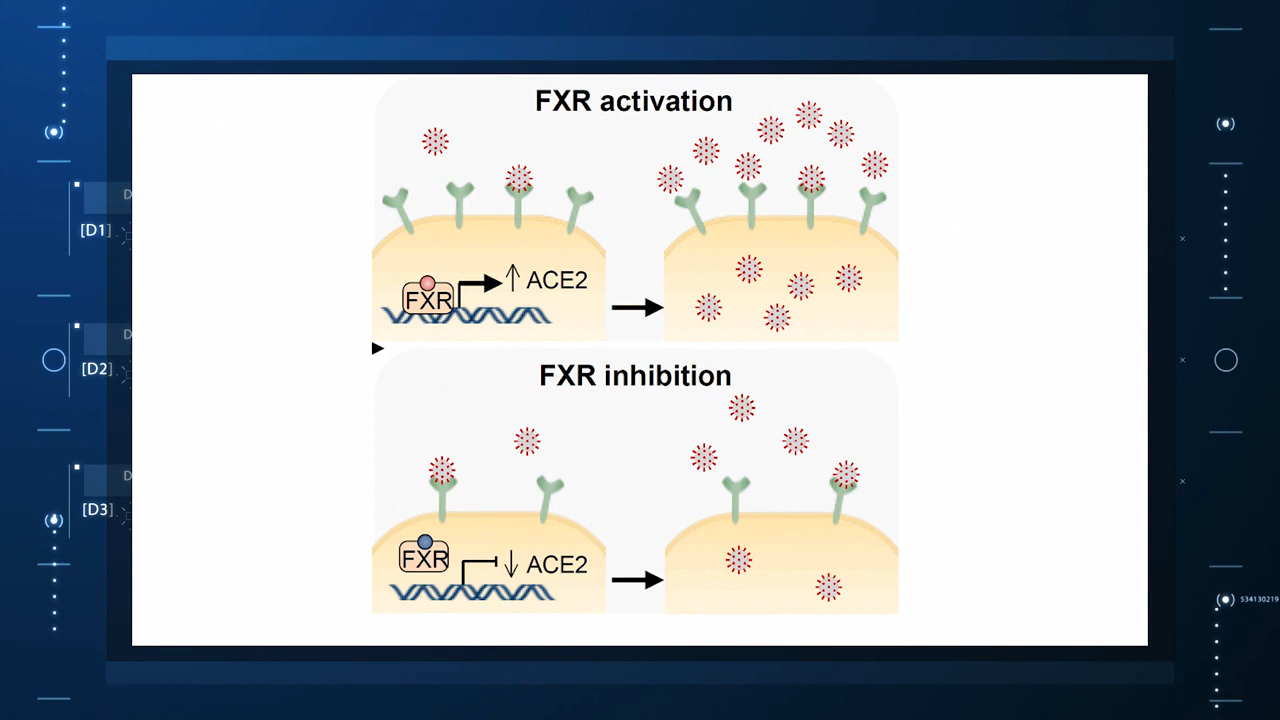 FXR activation
FXR
ACE2
FXR inhibition
FXR
ACE2
D
[D1]
D
[D2]
D
[D3]
534130219